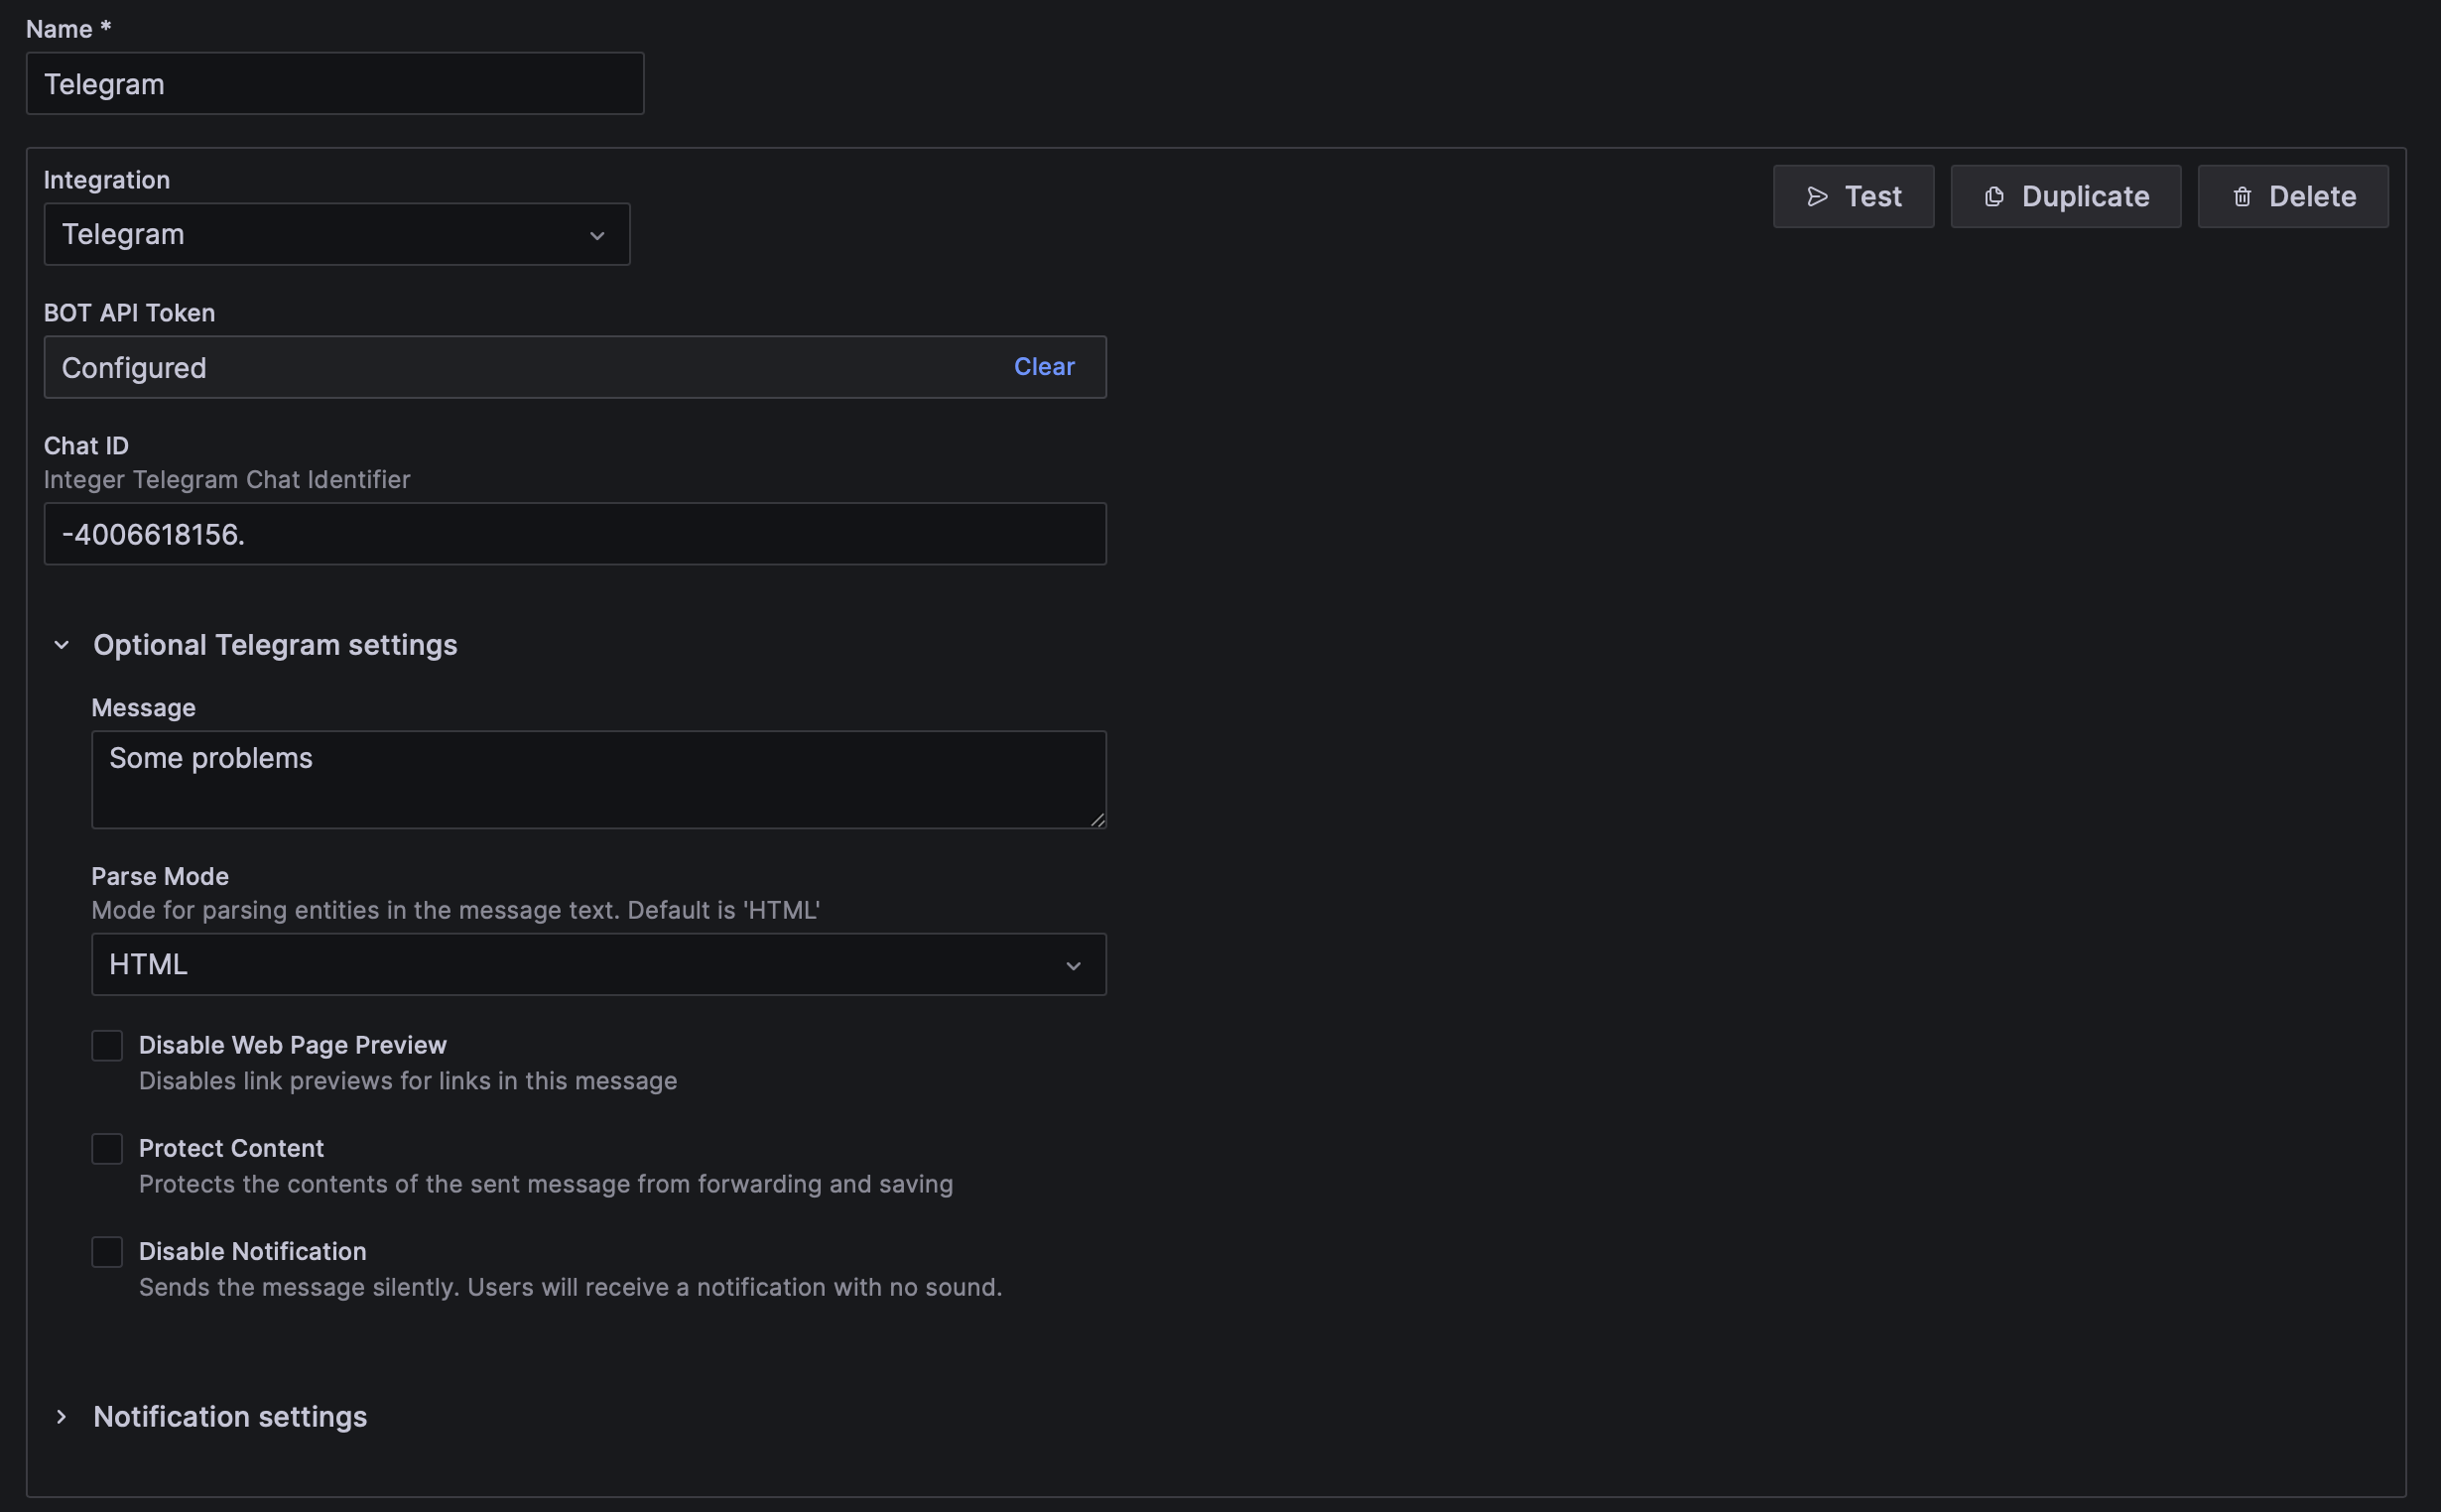 Name *
Telegram
Integration
Telegram
Test
Duplicate
Delete
BOT API Token
Configured
Clear
Chat ID
Integer Telegram Chat Identifier
-4006618156.
Optional Telegram settings
Message
Some problems
Parse Mode
Mode for parsing entities in the message text. Default is 'HTML'
HTML
Disable Web Page Preview
Disables link previews for links in this message
Protect Content
Protects the contents of the sent message from forwarding and saving
Disable Notification
Sends the message silently. Users will receive a notification with no sound.
Notification settings